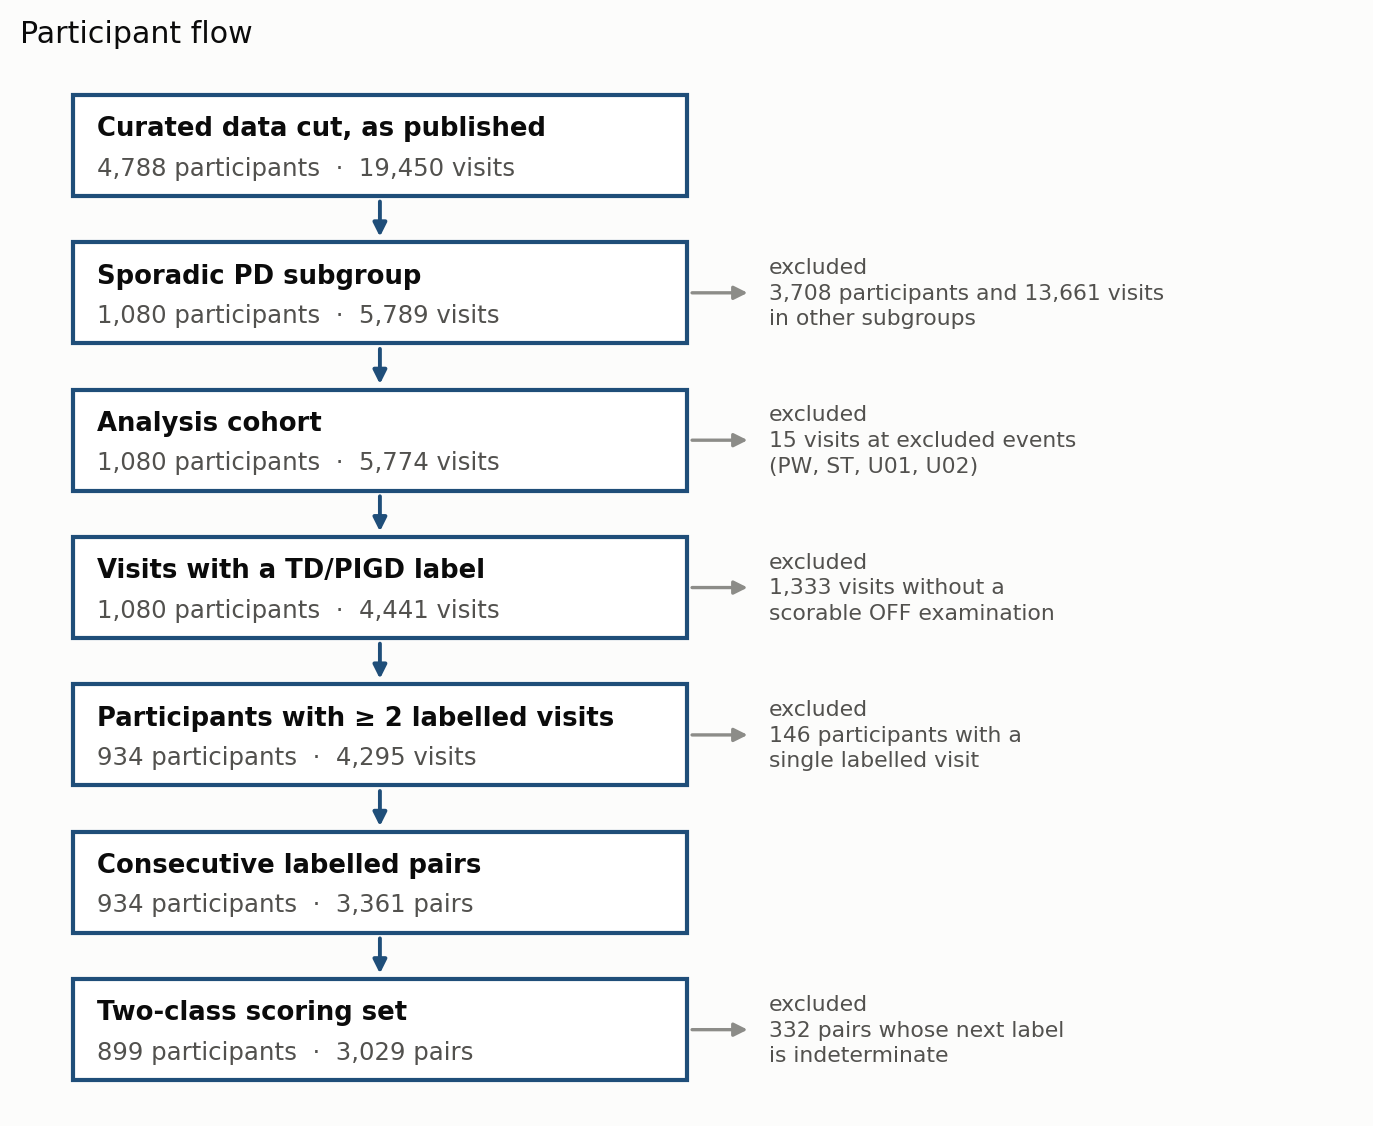 Participant flow
Curated data cut, as published
4,788 participants · 19,450 visits
Sporadic PD subgroup
1,080 participants · 5,789 visits
excluded
3,708 participants and 13,661 visits
in other subgroups
Analysis cohort
1,080 participants · 5,774 visits
excluded
15 visits at excluded events
(PW, ST, U01, U02)
Visits with a TD/PIGD label
1,080 participants · 4,441 visits
excluded
1,333 visits without a
scorable OFF examination
Participants with ≥ 2 labelled visits
934 participants · 4,295 visits
excluded
146 participants with a
single labelled visit
Consecutive labelled pairs
934 participants · 3,361 pairs
Two-class scoring set
899 participants · 3,029 pairs
excluded
332 pairs whose next label
is indeterminate